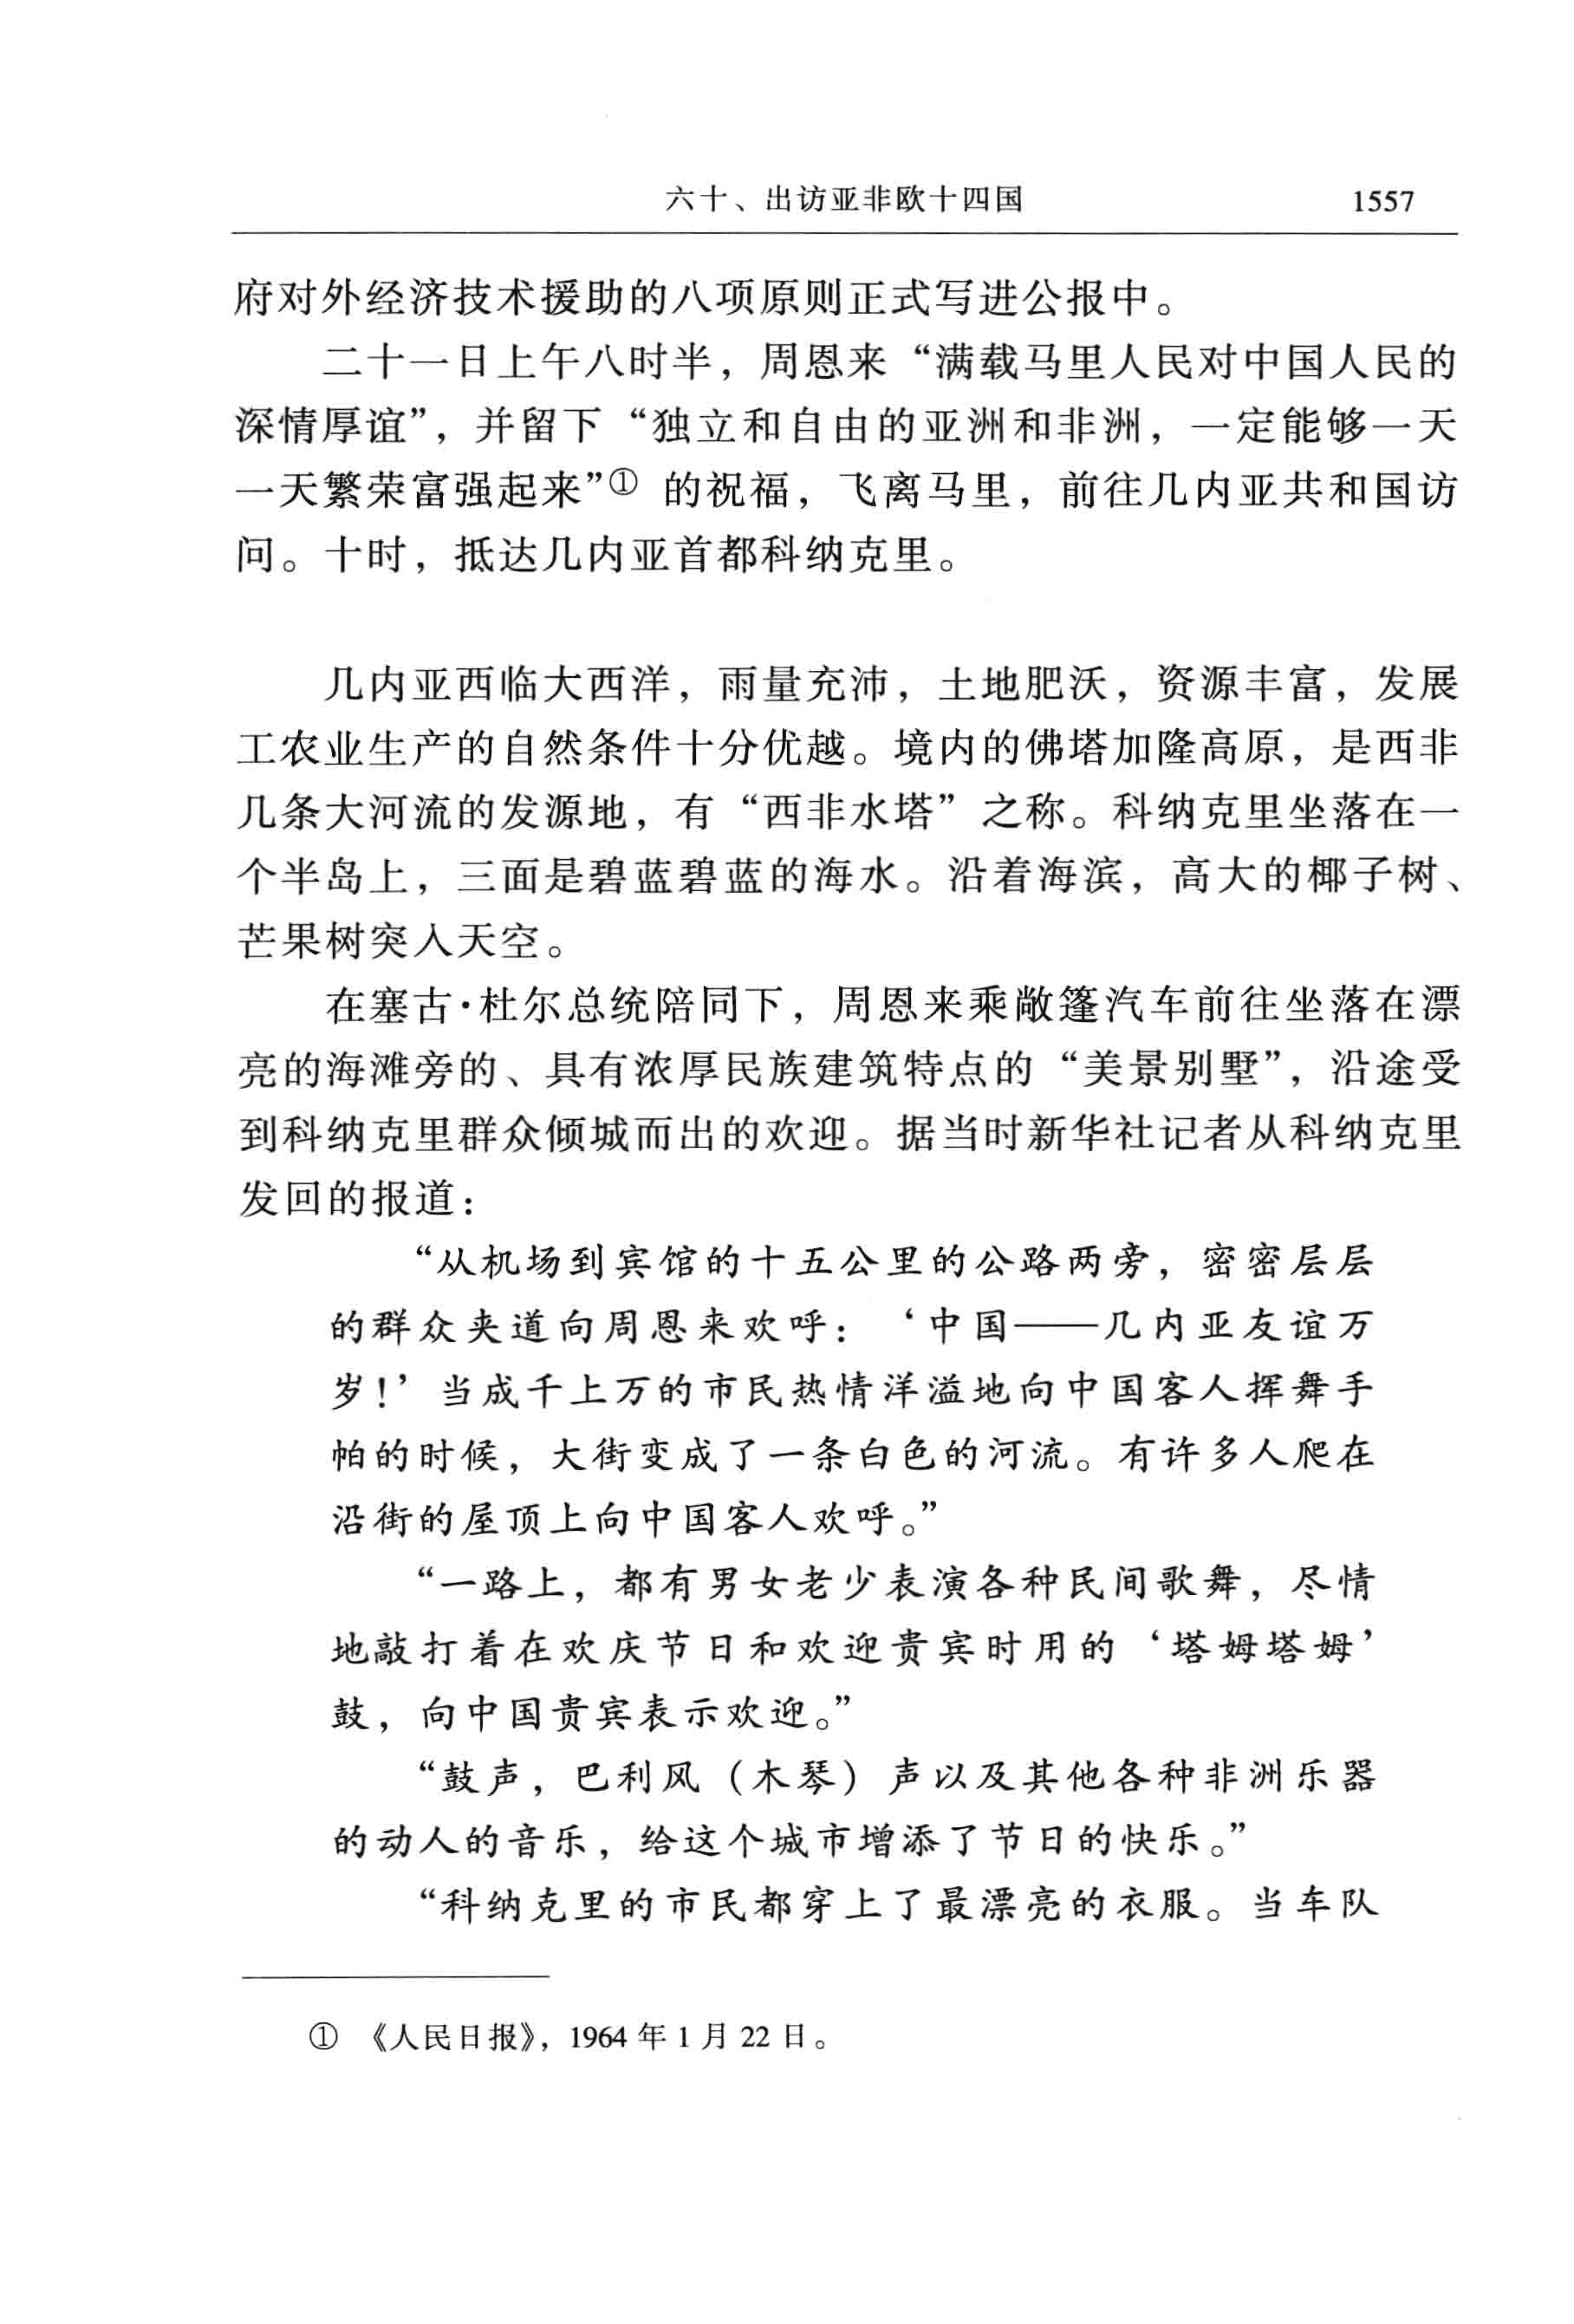 六十、出访亚非欧十四国 1557
府对外经济技术援助的八项原则正式写进公报中。
二十一日上午八时半，周恩来“满载马里人民对中国人民的
深情厚谊”，并留下“独立和自由的亚洲和非洲，一定能够一天
一天繁荣富强起来”① 的祝福，飞离马里，前往几内亚共和国访
问。十时，抵达几内亚首都科纳克里。
几内亚西临大西洋，雨量充沛，土地肥沃，资源丰富，发展
工农业生产的自然条件十分优越。境内的佛塔加隆高原，是西非
几条大河流的发源地，有“西非水塔”之称。科纳克里坐落在一
个半岛上，三面是碧蓝碧蓝的海水。沿着海滨，高大的椰子树、
芒果树突入天空。
在塞古·杜尔总统陪同下，周恩来乘敞篷汽车前往坐落在漂
亮的海滩旁的、具有浓厚民族建筑特点的“美景别墅”，沿途受
到科纳克里群众倾城而出的欢迎。据当时新华社记者从科纳克里
发回的报道：
“从机场到宾馆的十五公里的公路两旁，密密层层
的群众夹道向周恩来欢呼：‘中国——几内亚友谊万
岁！’当成千上万的市民热情洋溢地向中国客人挥舞手
帕的时候，大街变成了一条白色的河流。有许多人爬在
沿街的屋顶上向中国客人欢呼。”
“一路上，都有男女老少表演各种民间歌舞，尽情
地敲打着在欢庆节日和欢迎贵宾时用的‘塔姆塔姆’
鼓，向中国贵宾表示欢迎。”
“鼓声，巴利风（木琴）声以及其他各种非洲乐器
的动人的音乐，给这个城市增添了节日的快乐。”
“科纳克里的市民都穿上了最漂亮的衣服。当车队
① 《人民日报》，1964 年 1 月 22 日。